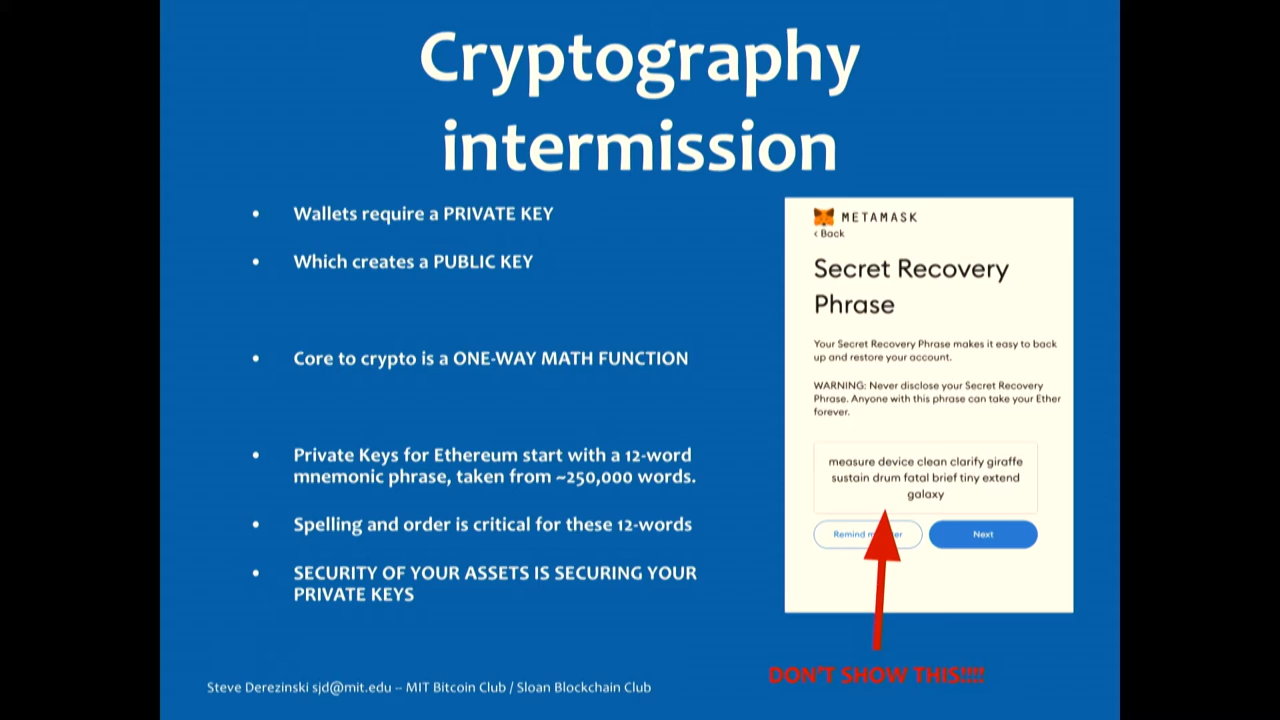 Cryptography
intermission
• Wallets require a PRIVATE KEY
• Which creates a PUBLIC KEY
• Core to crypto is a ONE-WAY MATH FUNCTION
• Private Keys for Ethereum start with a 12-word
mnemonic phrase, taken from ~250,000 words.
• Spelling and order is critical for these 12-words
• SECURITY OF YOUR ASSETS IS SECURING YOUR
PRIVATE KEYS
METAMASK
< Back
Secret Recovery
Phrase
Your Secret Recovery Phrase makes it easy to back
up and restore your account.
WARNING: Never disclose your Secret Recovery
Phrase. Anyone with this phrase can take your Ether
forever.
measure device clean clarify giraffe
sustain drum fatal brief tiny extend
galaxy
Remind
Next
DON'T SHOW THIS!!!!
Steve Derezinski sjd@mit.edu – MIT Bitcoin Club / Sloan Blockchain Club